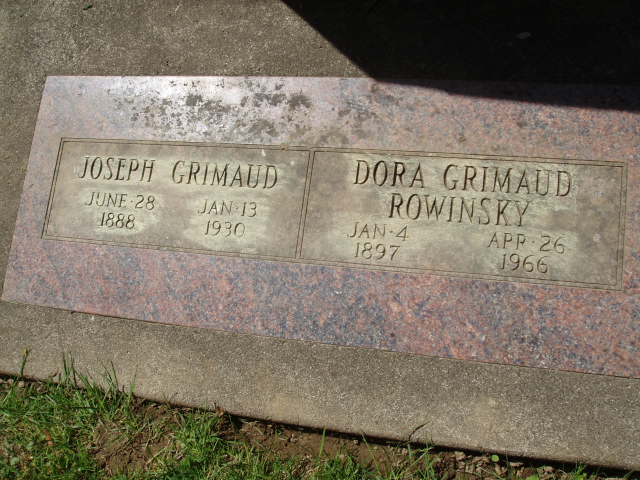 JOSEPH GRIMAUD
JUNE·28 JAN·13
1888 1930
DORA GRIMAUD
ROWINSKY
JAN·4 APR·26
1897 1966